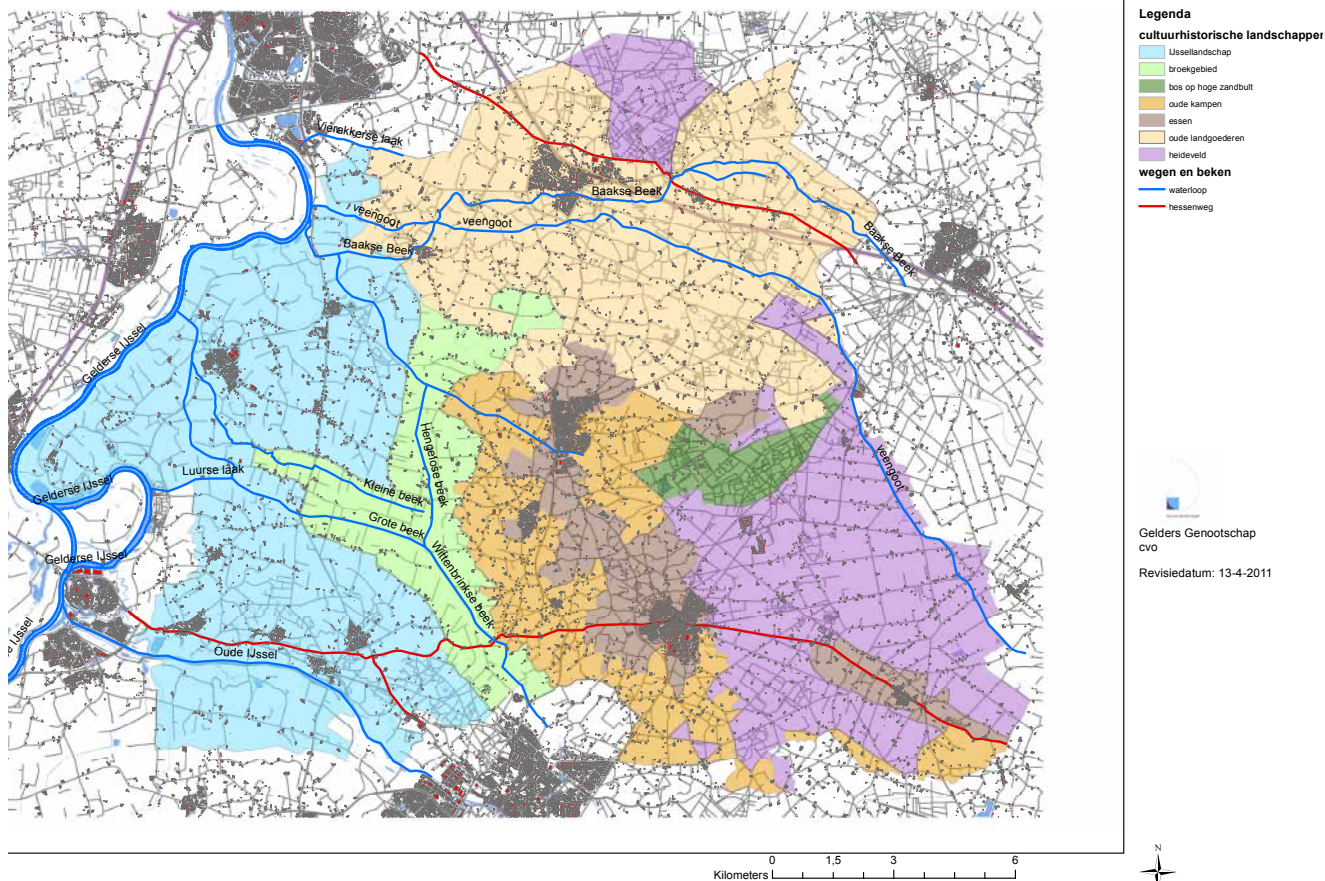 Vierakkerse laak
Baakse Beek
veengoot
veengoot
Baakse Beek
Baakse Beek
Gelderse IJssel
Hengelose beek
veengoot
Luurse laak
Kleine beek
Gelderse IJssel
Grote beek
Gelderse IJssel
Wittenbrinkse beek
IJssel
Oude IJssel
Legenda
cultuurhistorische landschappen
IJssellandschap
broekgebied
bos op hoge zandbult
oude kampen
essen
oude landgoederen
heideveld
wegen en beken
waterloop
hessenweg
Gelders Genootschap
cvo
Revisiedatum: 13-4-2011
N
0 1,5 3 6
Kilometers